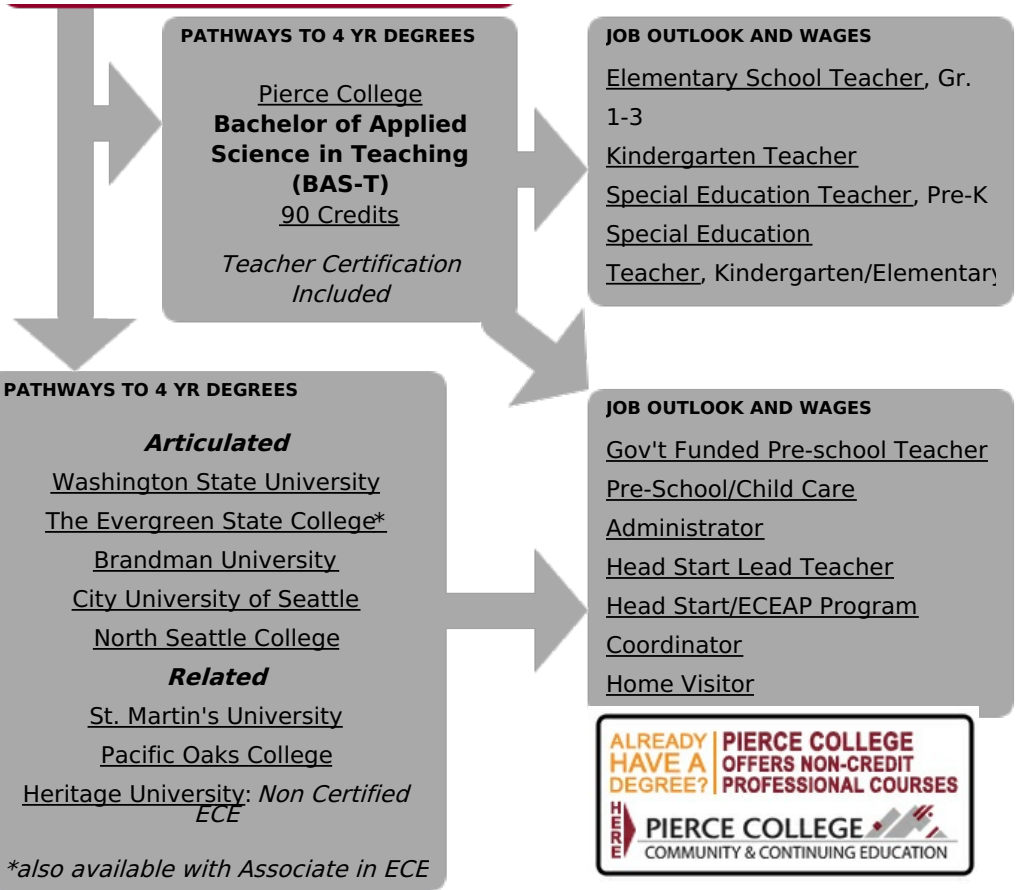 PATHWAYS TO 4 YR DEGREES
Pierce College
Bachelor of Applied
Science in Teaching
(BAS-T)
90 Credits
Teacher Certification
Included
JOB OUTLOOK AND WAGES
Elementary School Teacher, Gr.
1-3
Kindergarten Teacher
Special Education Teacher, Pre-K
Special Education
Teacher, Kindergarten/Elementary
PATHWAYS TO 4 YR DEGREES
Articulated
Washington State University
The Evergreen State College*
Brandman University
City University of Seattle
North Seattle College
Related
St. Martin's University
Pacific Oaks College
Heritage University: Non Certified
ECE
*also available with Associate in ECE
JOB OUTLOOK AND WAGES
Gov't Funded Pre-school Teacher
Pre-School/Child Care
Administrator
Head Start Lead Teacher
Head Start/ECEAP Program
Coordinator
Home Visitor
ALREADY
HAVE A
DEGREE?
PIERCE COLLEGE
OFFERS NON-CREDIT
PROFESSIONAL COURSES
HERE
PIERCE COLLEGE
COMMUNITY & CONTINUING EDUCATION